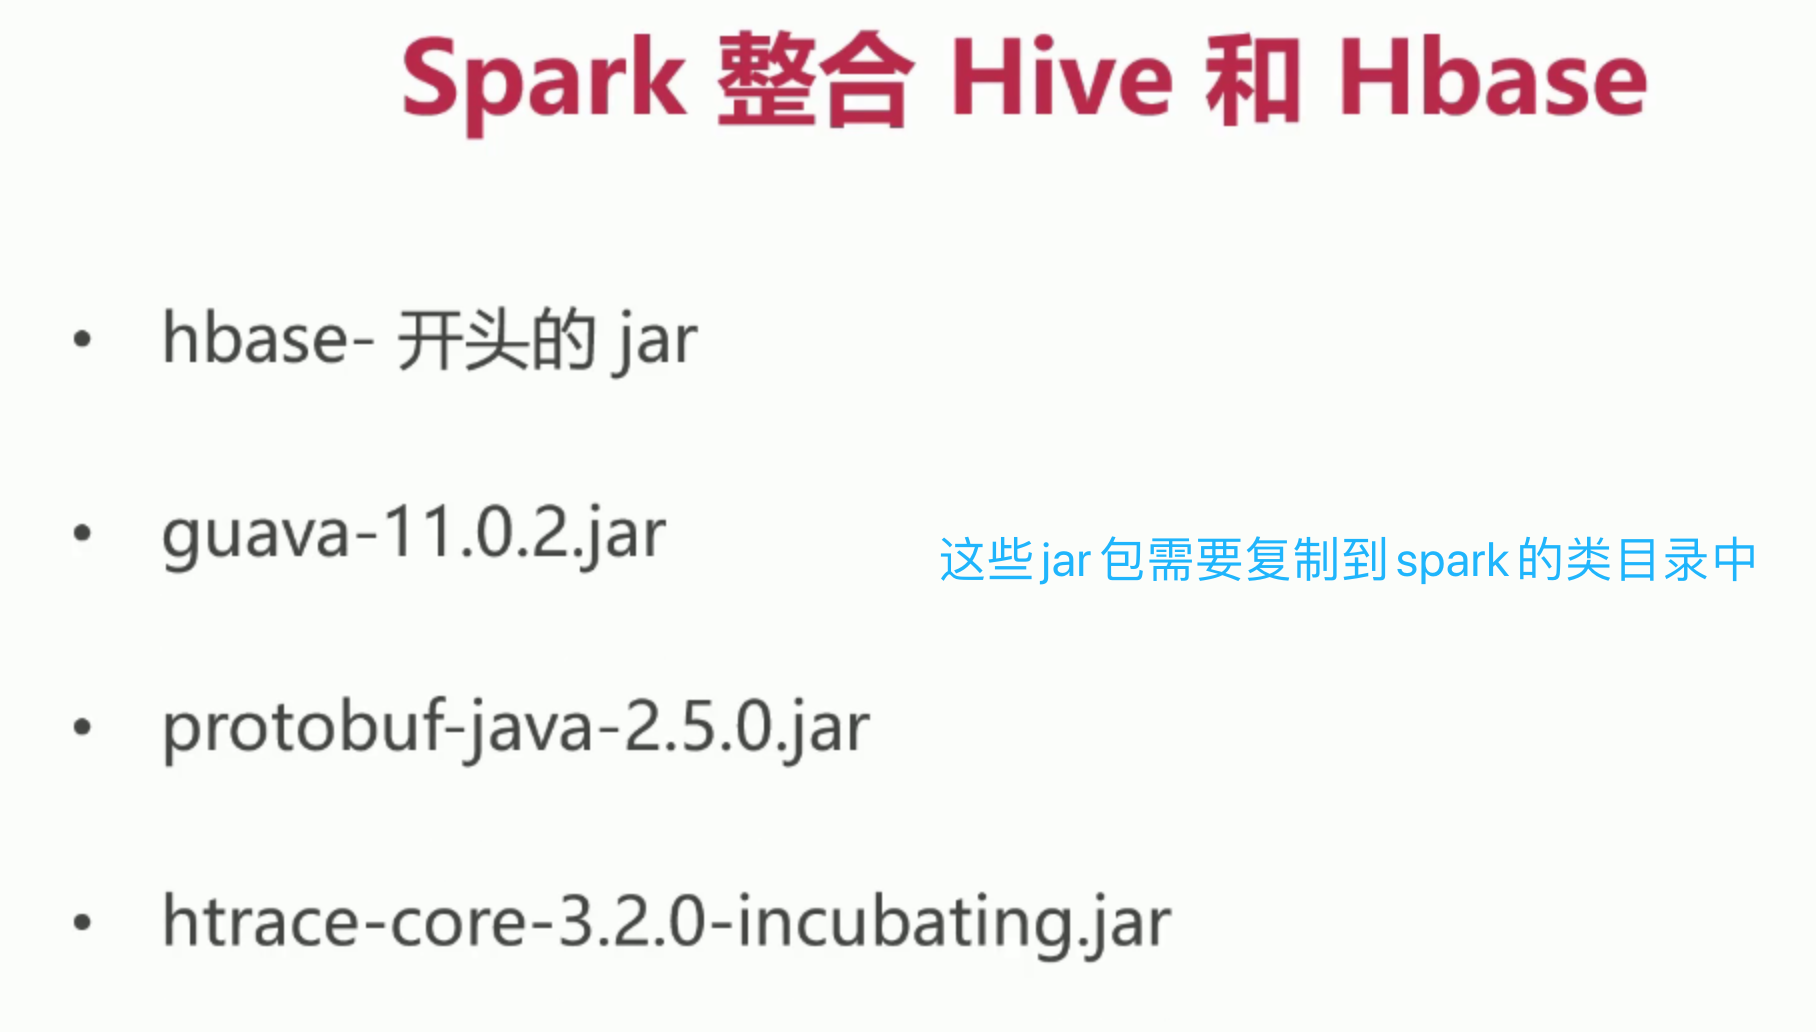 Spark 整合 Hive 和 Hbase
• hbase- 开头的 jar
• guava-11.0.2.jar
这些jar包需要复制到spark的类目录中
• protobuf-java-2.5.0.jar
• htrace-core-3.2.0-incubating.jar